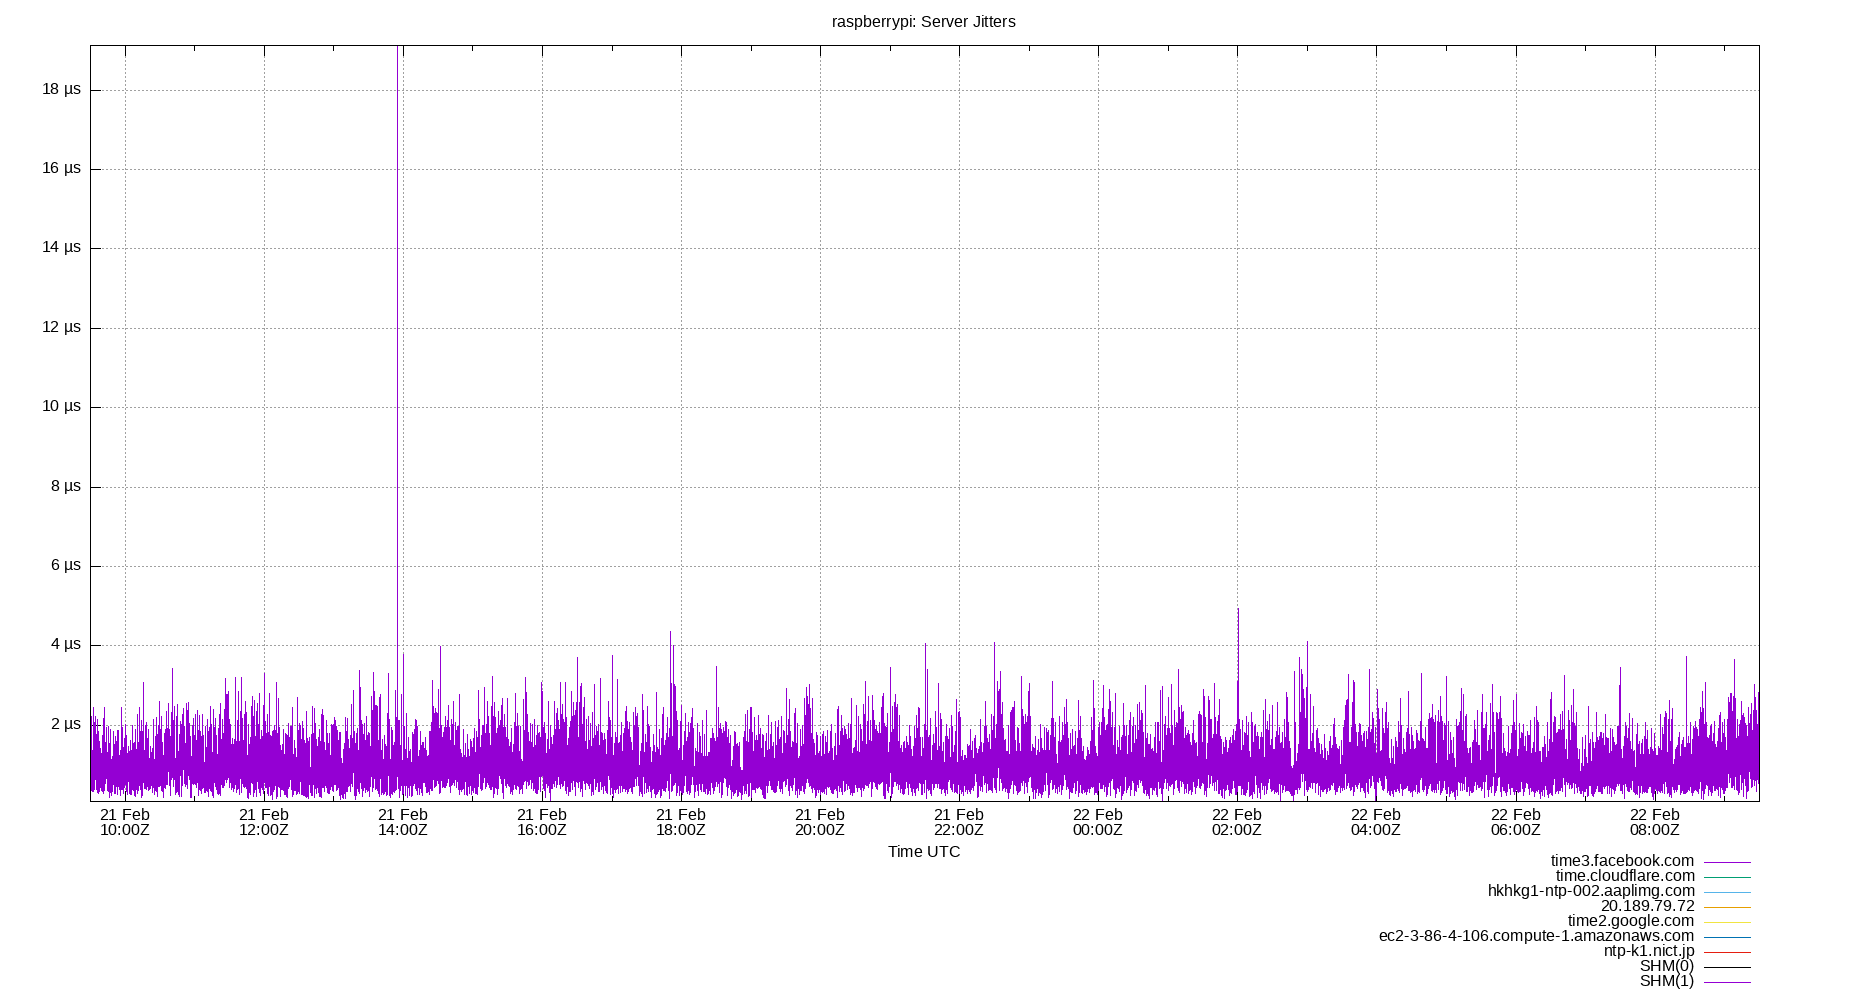 raspberrypi: Server Jitters
18 µs
16 µs
14 µs
12 µs
10 µs
8 µs
6 µs
4 µs
2 µs
21 Feb 21 Feb 21 Feb 21 Feb 21 Feb 21 Feb 21 Feb 22 Feb 22 Feb 22 Feb 22 Feb 22 Feb
10:00Z 12:00Z 14:00Z 16:00Z 18:00Z 20:00Z 22:00Z 00:00Z 02:00Z 04:00Z 06:00Z 08:00Z
Time UTC
time3.facebook.com
time.cloudflare.com
hkhkg1-ntp-002.aaplimg.com
20.189.79.72
time2.google.com
ec2-3-86-4-106.compute-1.amazonaws.com
ntp-k1.nict.jp
SHM(0)
SHM(1)